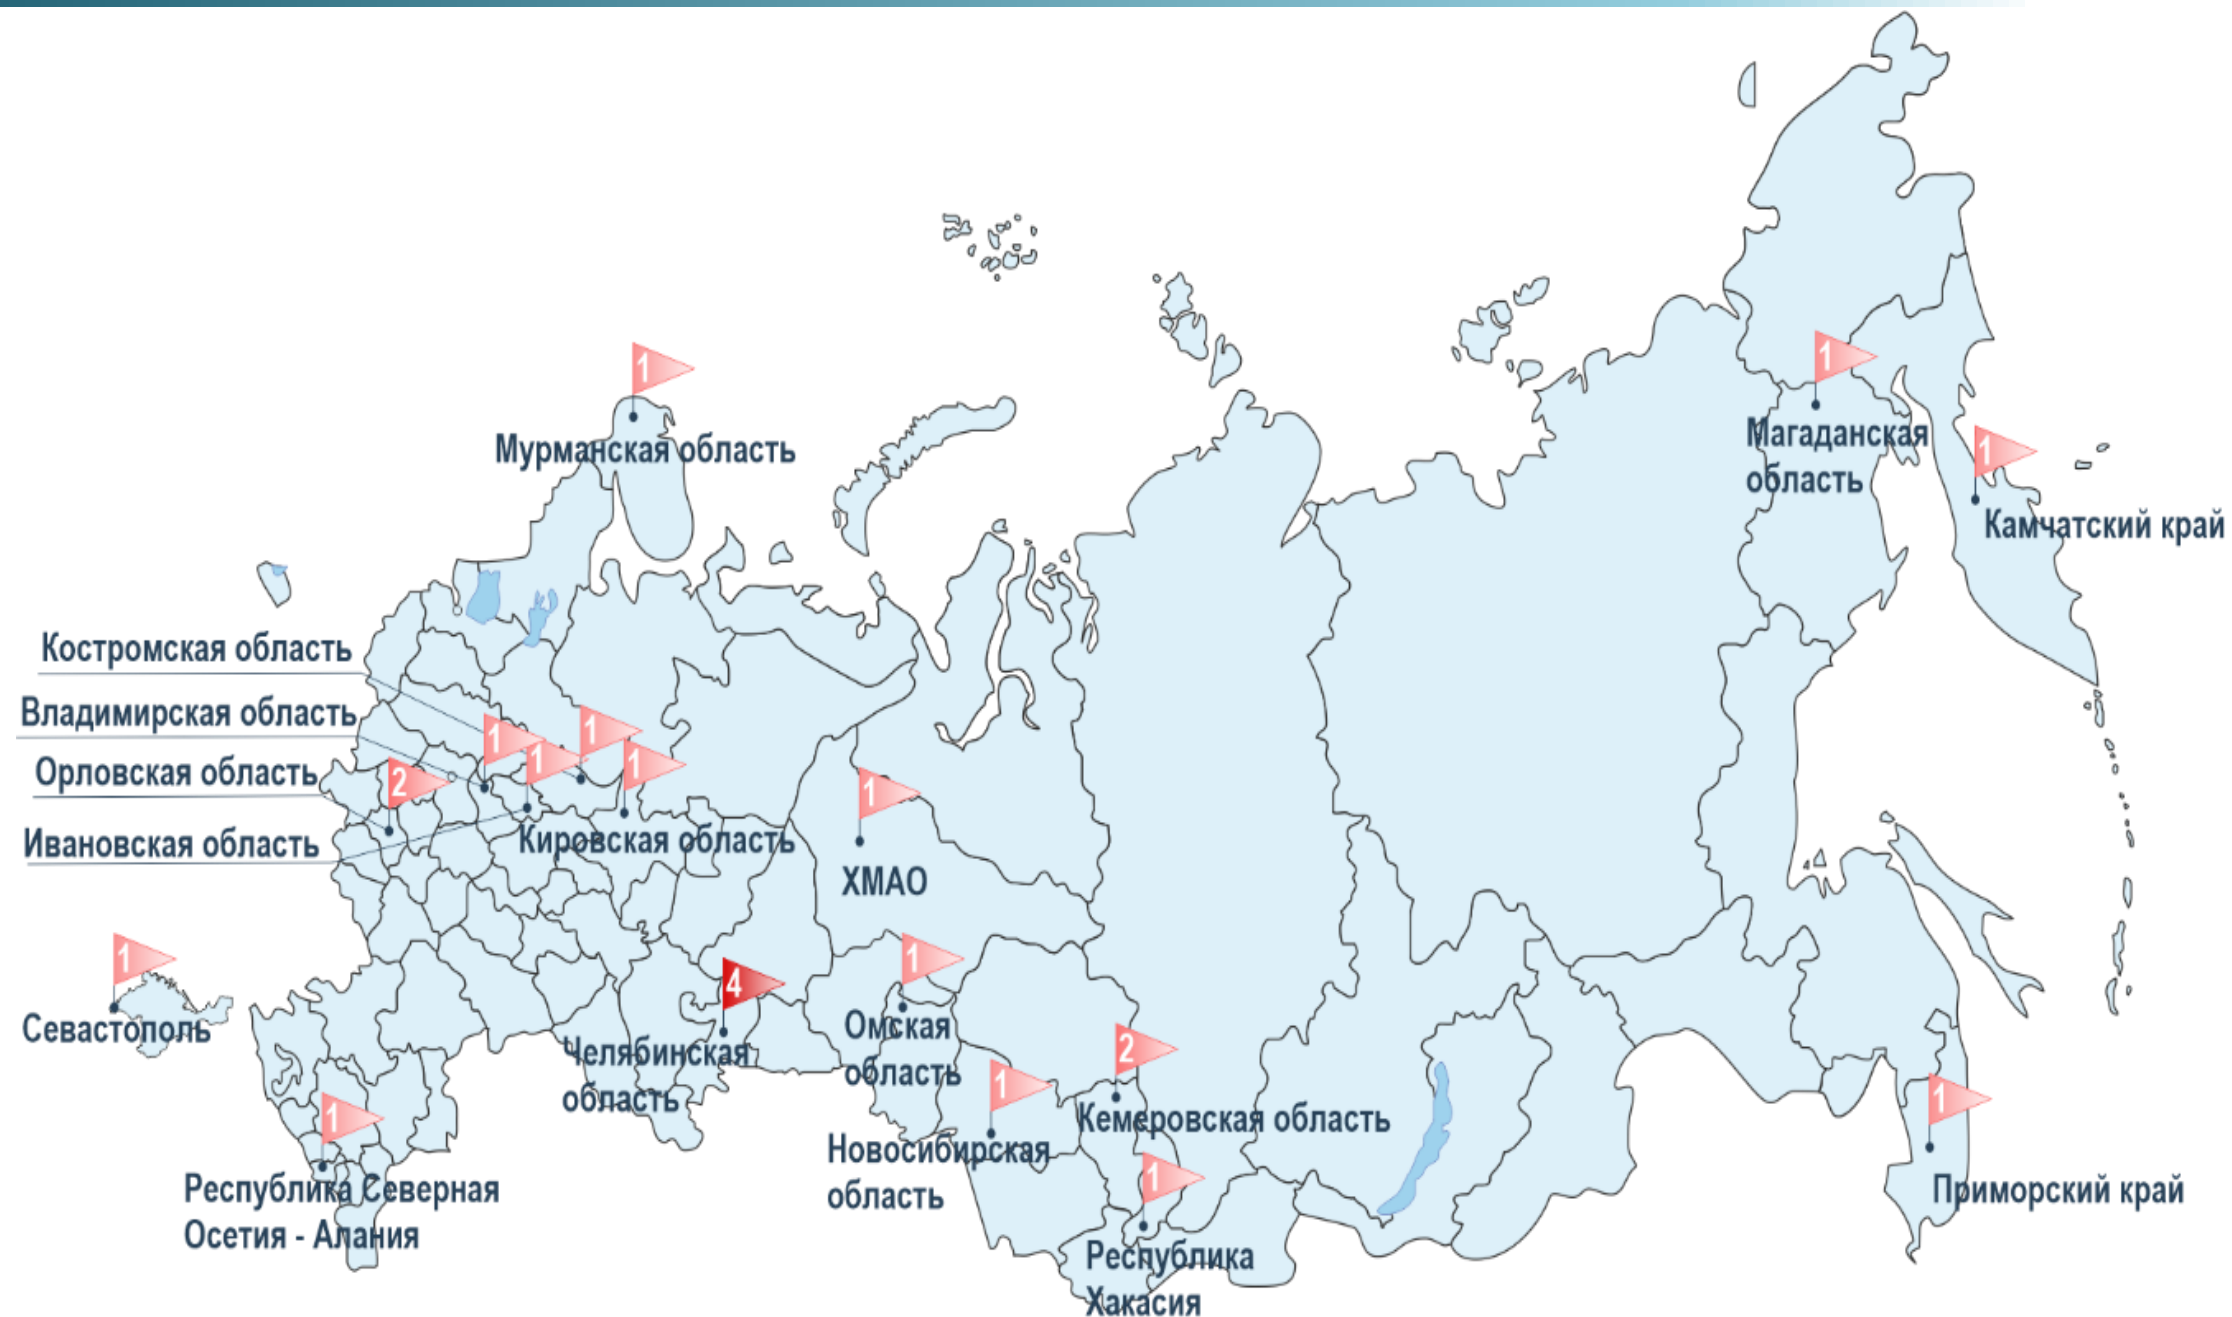 1
Мурманская область
1
Магаданская
область
1
Камчатский край
Костромская область
Владимирская область
Орловская область
Ивановская область
1
1
1
1
2
Кировская область
1
ХМАО
1
Севастополь
4
Челябинская
область
1
Омская
область
1
Новосибирская
область
2
Кемеровская область
1
Республика
Хакасия
1
Приморский край
1
Республика Северная
Осетия - Алания